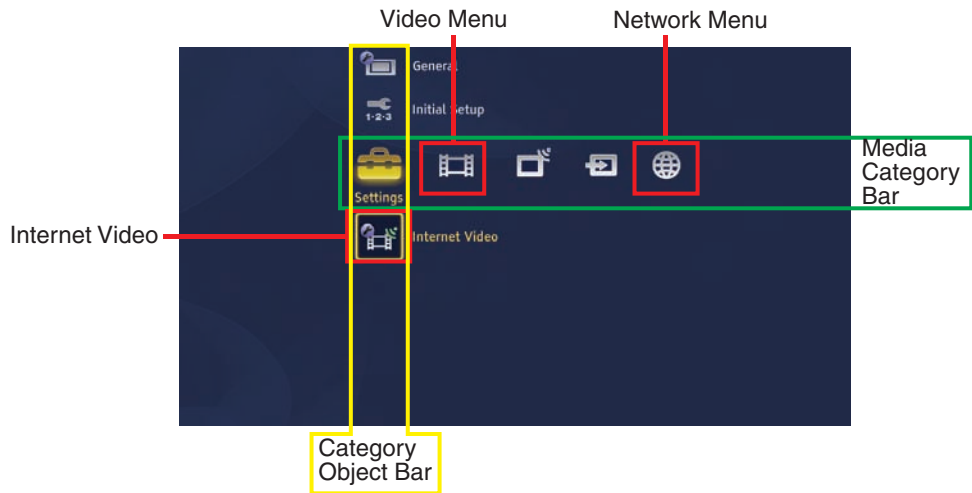 Video Menu
Network Menu
General
1·2·3
Initial Setup
Settings
Media
Category
Bar
Internet Video
Internet Video
Category
Object Bar